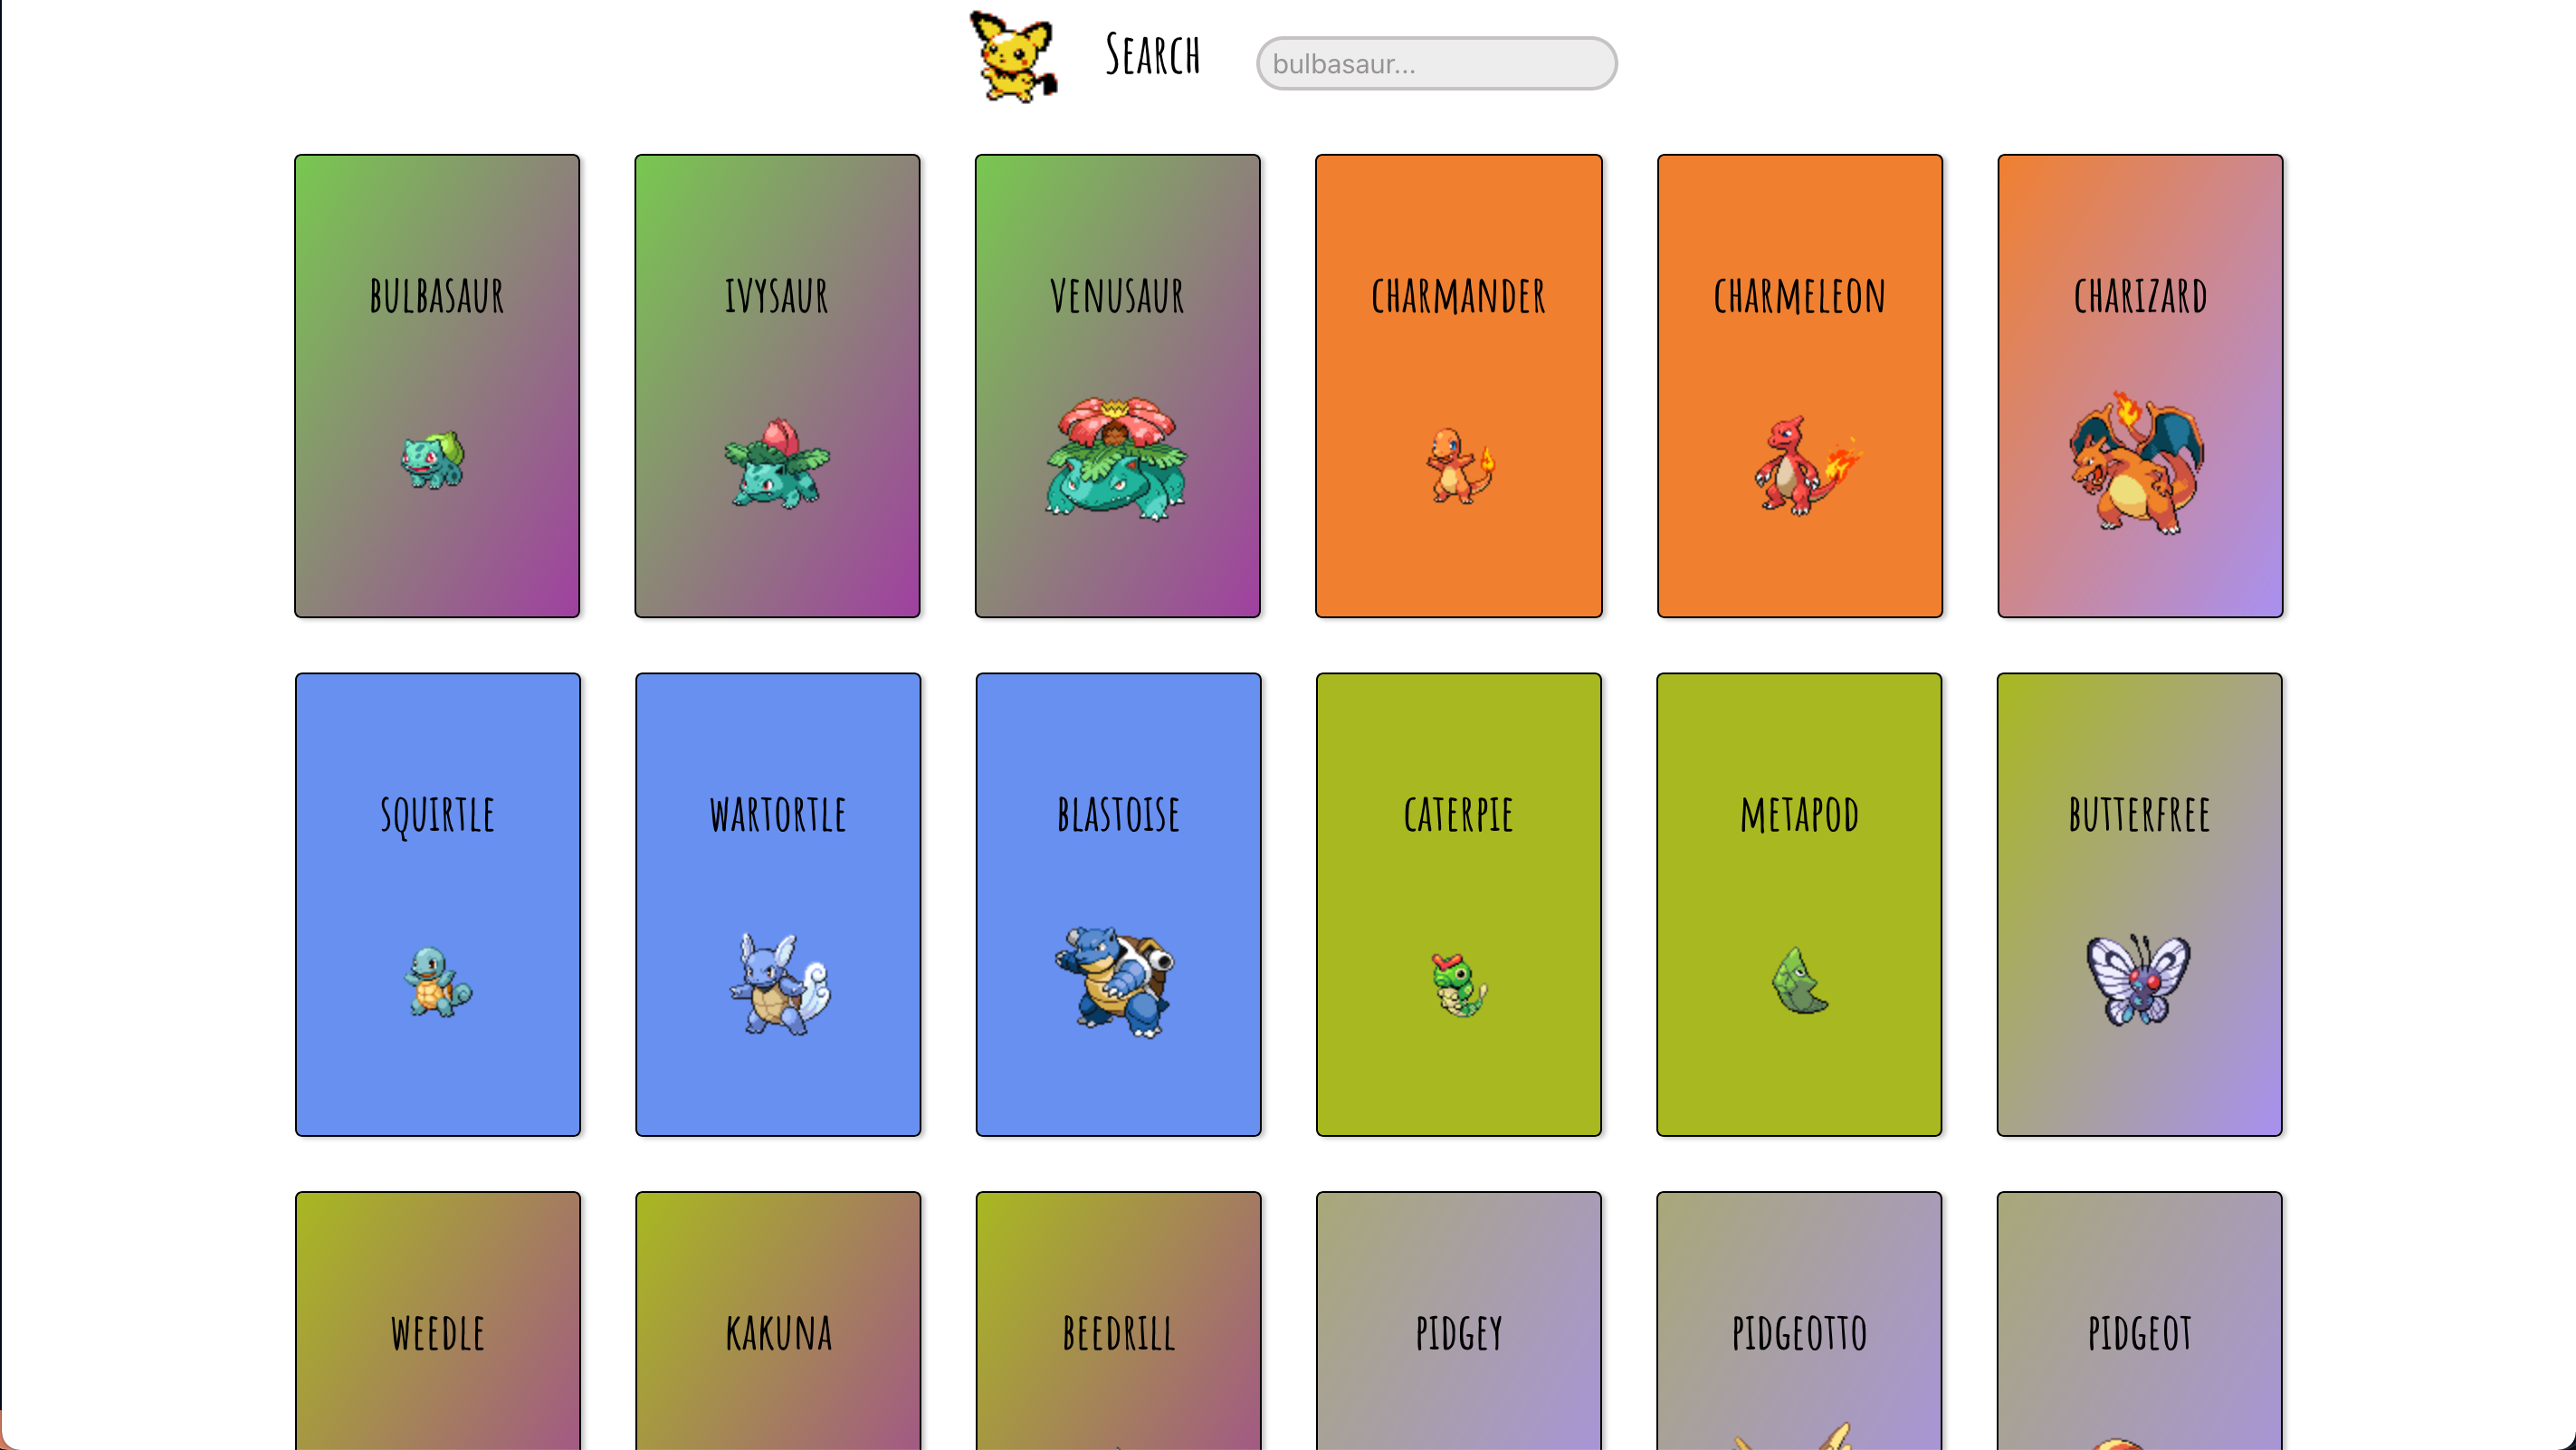 Search
bulbasaur...
BULBASAUR
IVYSAUR
VENUSAUR
CHARMANDER
CHARMELEON
CHARIZARD
SQUIRTLE
WARTORTLE
BLASTOISE
CATERPIE
METAPOD
BUTTERFREE
WEEDLE
KAKUNA
BEEDRILL
PIDGEY
PIDGEOTTO
PIDGEOT